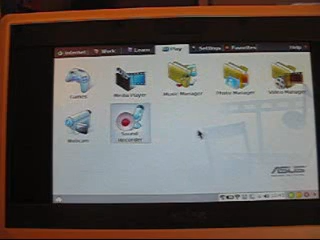 Internet Work Learn Play Settings Favorites Help
Games Media Player Music Manager Photo Manager Video Manager
Webcam Sound Recorder
ASUS